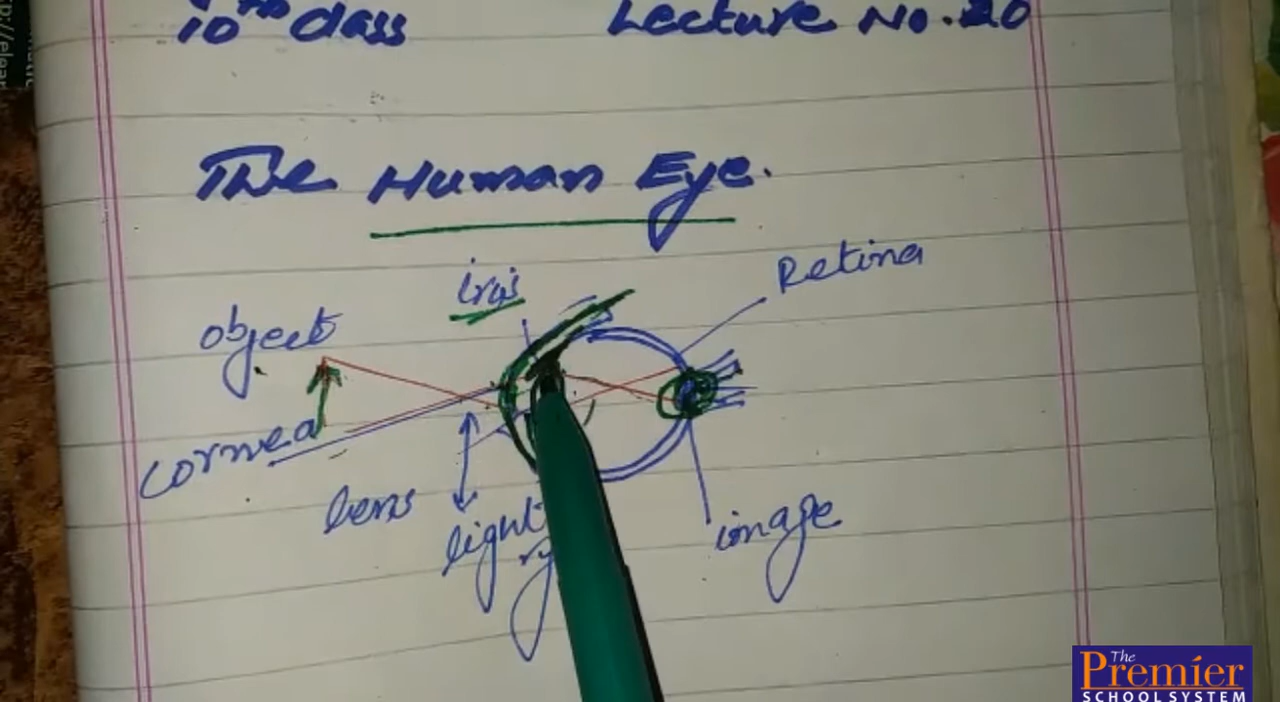 10th class Lecture No. 20
The Human Eye.
iris
Retina
object
cornea
lens
light
image
The
Premier
SCHOOL SYSTEM